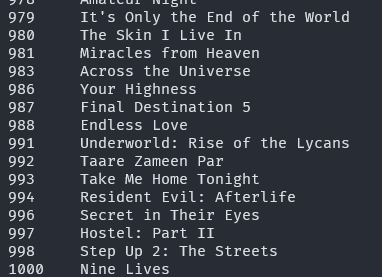 978 Amateur Night
979 It's Only the End of the World
980 The Skin I Live In
981 Miracles from Heaven
983 Across the Universe
986 Your Highness
987 Final Destination 5
988 Endless Love
991 Underworld: Rise of the Lycans
992 Taare Zameen Par
993 Take Me Home Tonight
994 Resident Evil: Afterlife
996 Secret in Their Eyes
997 Hostel: Part II
998 Step Up 2: The Streets
1000 Nine Lives